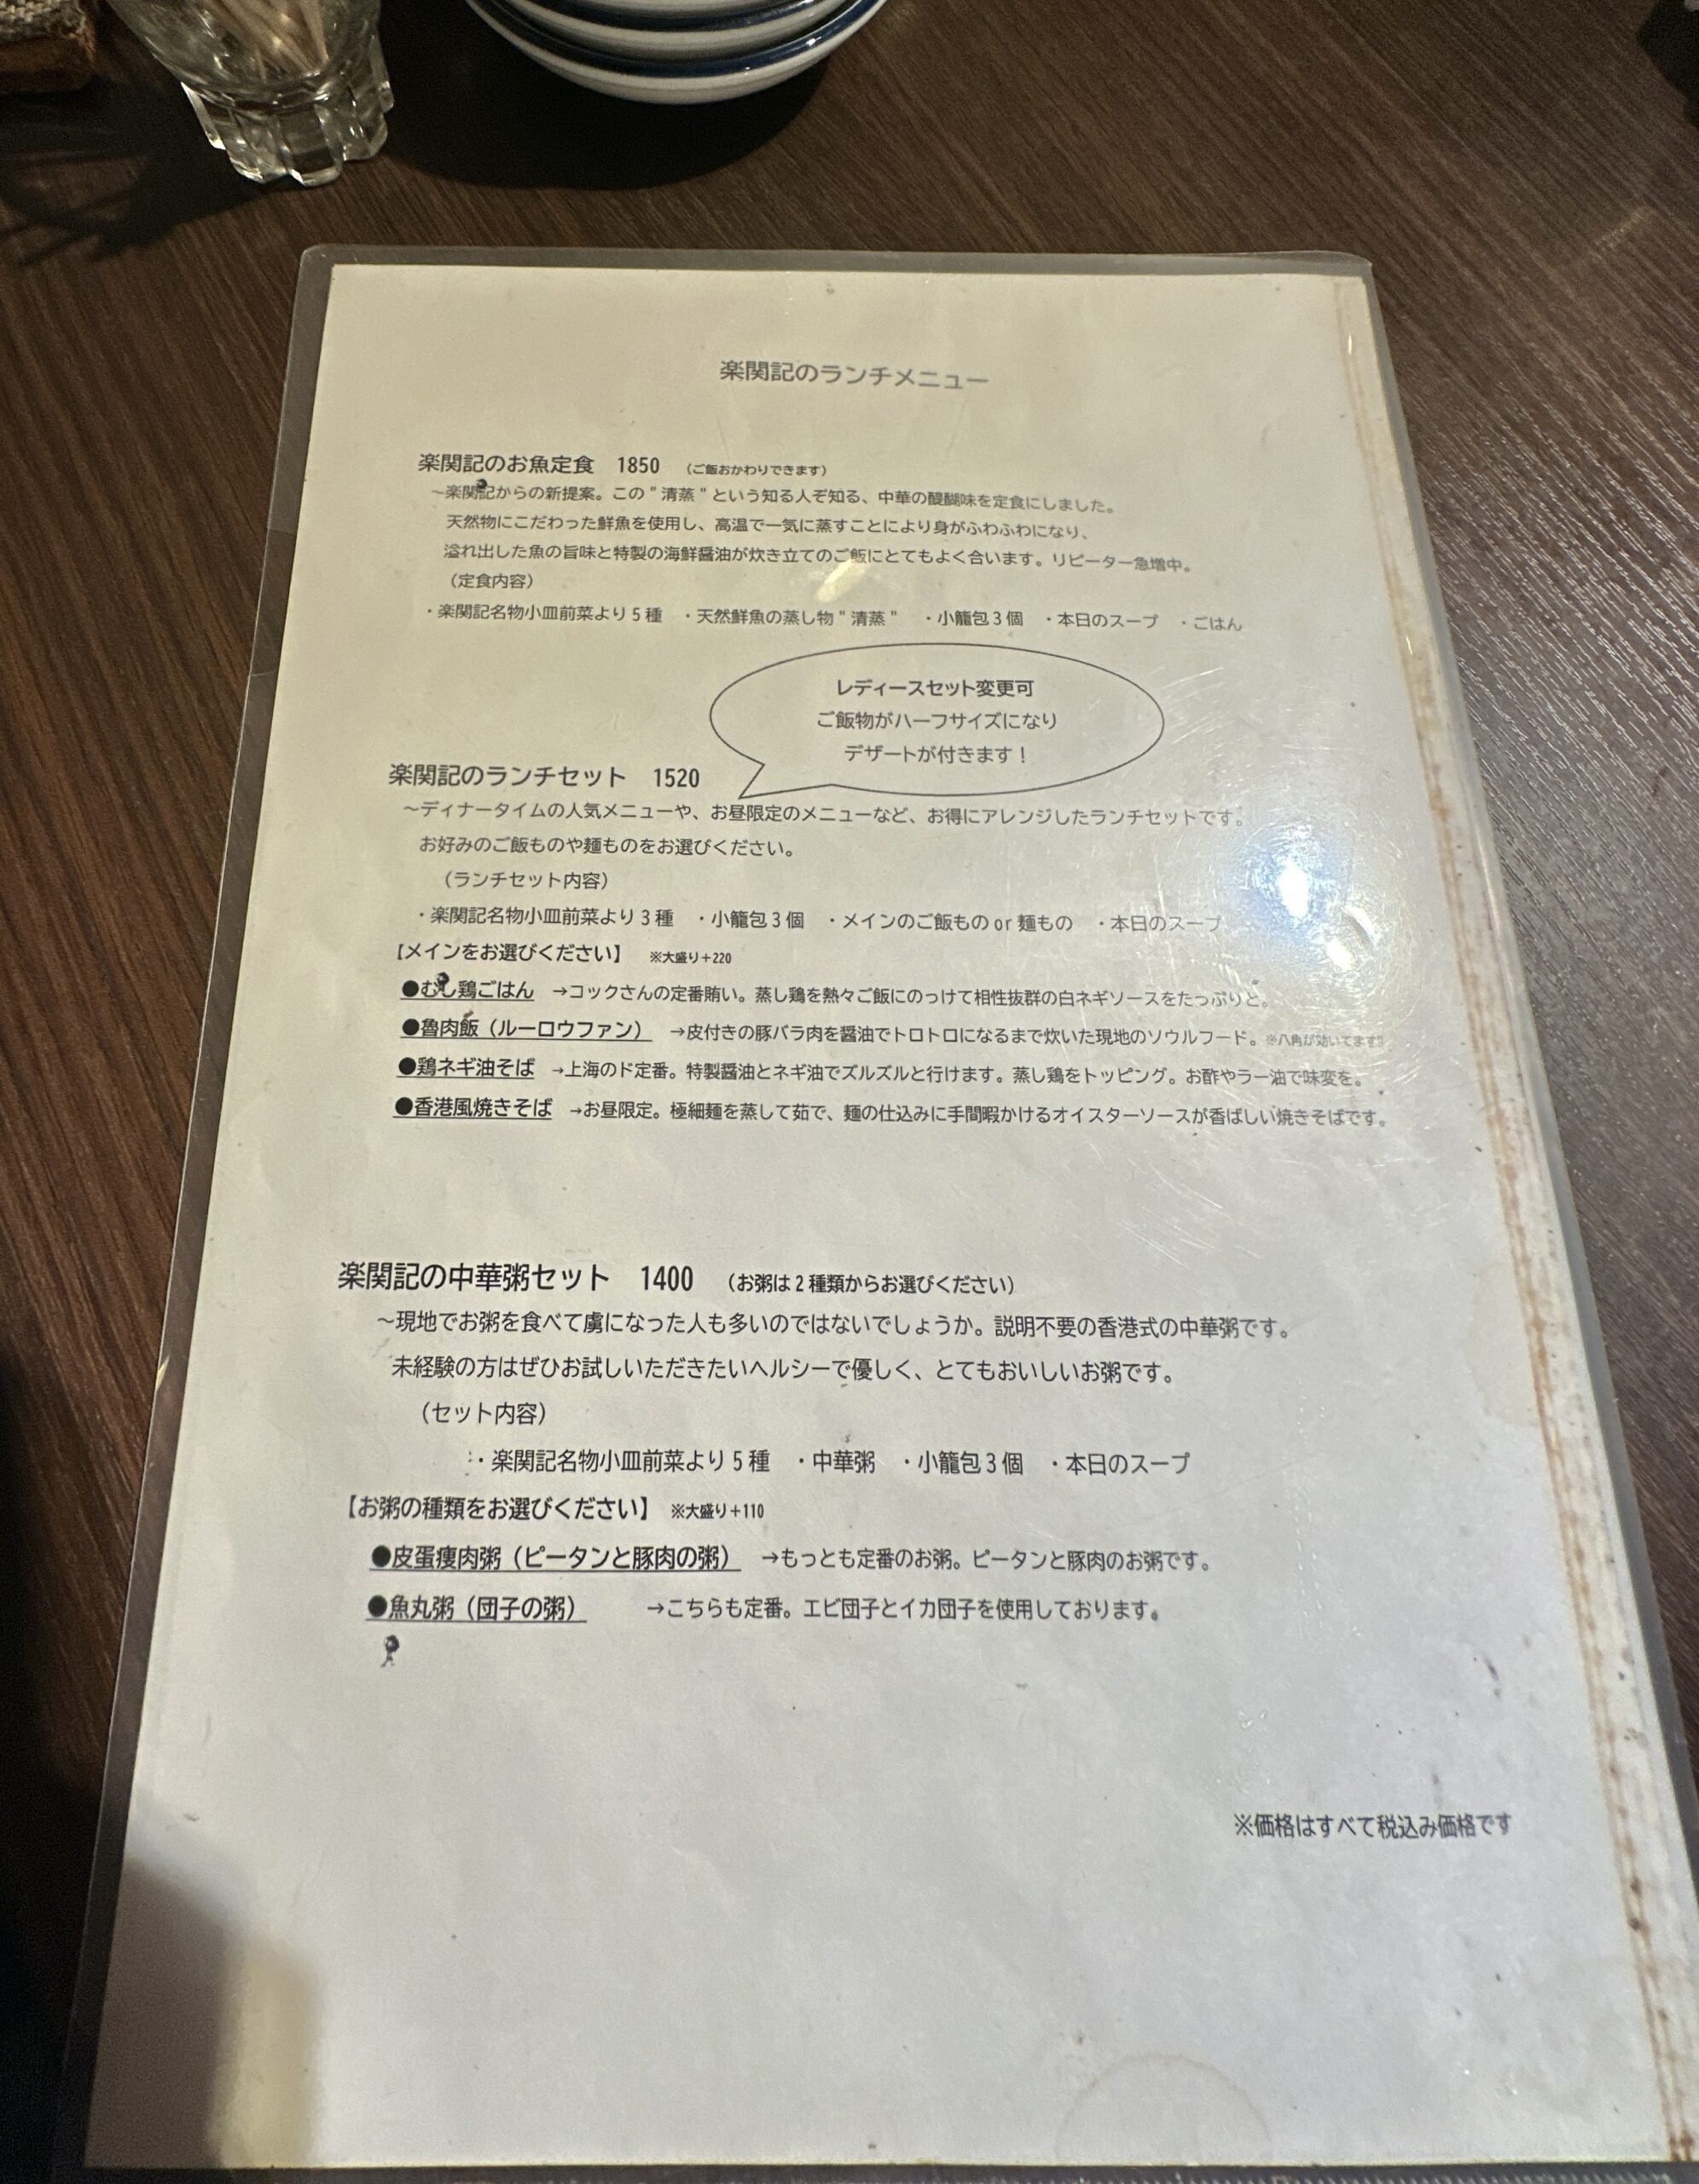 楽関記のランチメニュー
楽関記のお魚定食　1850　（ご飯おかわりできます）
～楽関記からの新提案。この＂清蒸＂という知る人ぞ知る、中華の醍醐味を定食にしました。
天然物にこだわった鮮魚を使用し、高温で一気に蒸すことにより身がふわふわになり、
溢れ出した魚の旨味と特製の海鮮醤油が炊き立てのご飯にとてもよく合います。リピーター急増中。
（定食内容）
・楽関記名物小皿前菜より５種　・天然鮮魚の蒸し物＂清蒸＂　・小籠包３個　・本日のスープ　・ごはん
レディースセット変更可
ご飯物がハーフサイズになり
デザートが付きます！
楽関記のランチセット　1520
～ディナータイムの人気メニューや、お昼限定のメニューなど、お得にアレンジしたランチセットです。
お好みのご飯ものや麺ものをお選びください。
（ランチセット内容）
・楽関記名物小皿前菜より３種　・小籠包３個　・メインのご飯もの or 麺もの　・本日のスープ
【メインをお選びください】　※大盛り＋220
●むし鶏ごはん　→コックさんの定番賄い。蒸し鶏を熱々ご飯にのっけて相性抜群の白ネギソースをたっぷりと。
●魯肉飯（ルーロウファン）　→皮付きの豚バラ肉を醤油でトロトロになるまで炊いた現地のソウルフード。※八角が効いてます!!
●鶏ネギ油そば　→上海のド定番。特製醤油とネギ油でズルズルと行けます。蒸し鶏をトッピング。お酢やラー油で味変を。
●香港風焼きそば　→お昼限定。極細麺を蒸して茹で、麺の仕込みに手間暇かけるオイスターソースが香ばしい焼きそばです。
楽関記の中華粥セット　1400　（お粥は２種類からお選びください）
～現地でお粥を食べて虜になった人も多いのではないでしょうか。説明不要の香港式の中華粥です。
未経験の方はぜひお試しいただきたいヘルシーで優しく、とてもおいしいお粥です。
（セット内容）
・楽関記名物小皿前菜より５種　・中華粥　・小籠包３個　・本日のスープ
【お粥の種類をお選びください】　※大盛り＋110
●皮蛋痩肉粥（ピータンと豚肉の粥）　→もっとも定番のお粥。ピータンと豚肉のお粥です。
●魚丸粥（団子の粥）　→こちらも定番。エビ団子とイカ団子を使用しております。
※価格はすべて税込み価格です